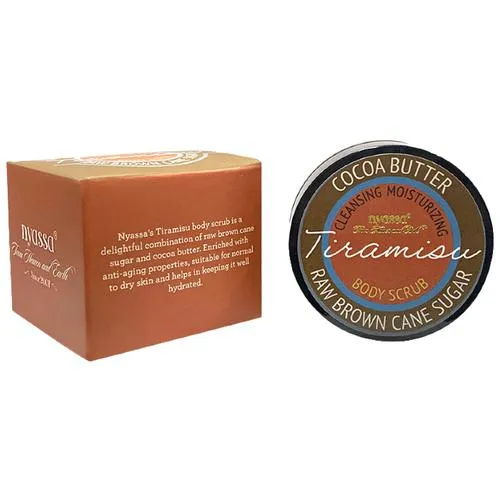 nyassa
From Heaven and Earth
Nyassa's Tiramisu body scrub is a
delightful combination of raw brown cane
sugar and cocoa butter. Enriched with
anti-aging properties, suitable for normal
to dry skin and helps in keeping it well
hydrated.
COCOA BUTTER
CLEANSING MOISTURIZING
nyassa
Tiramisu
BODY SCRUB
RAW BROWN CANE SUGAR